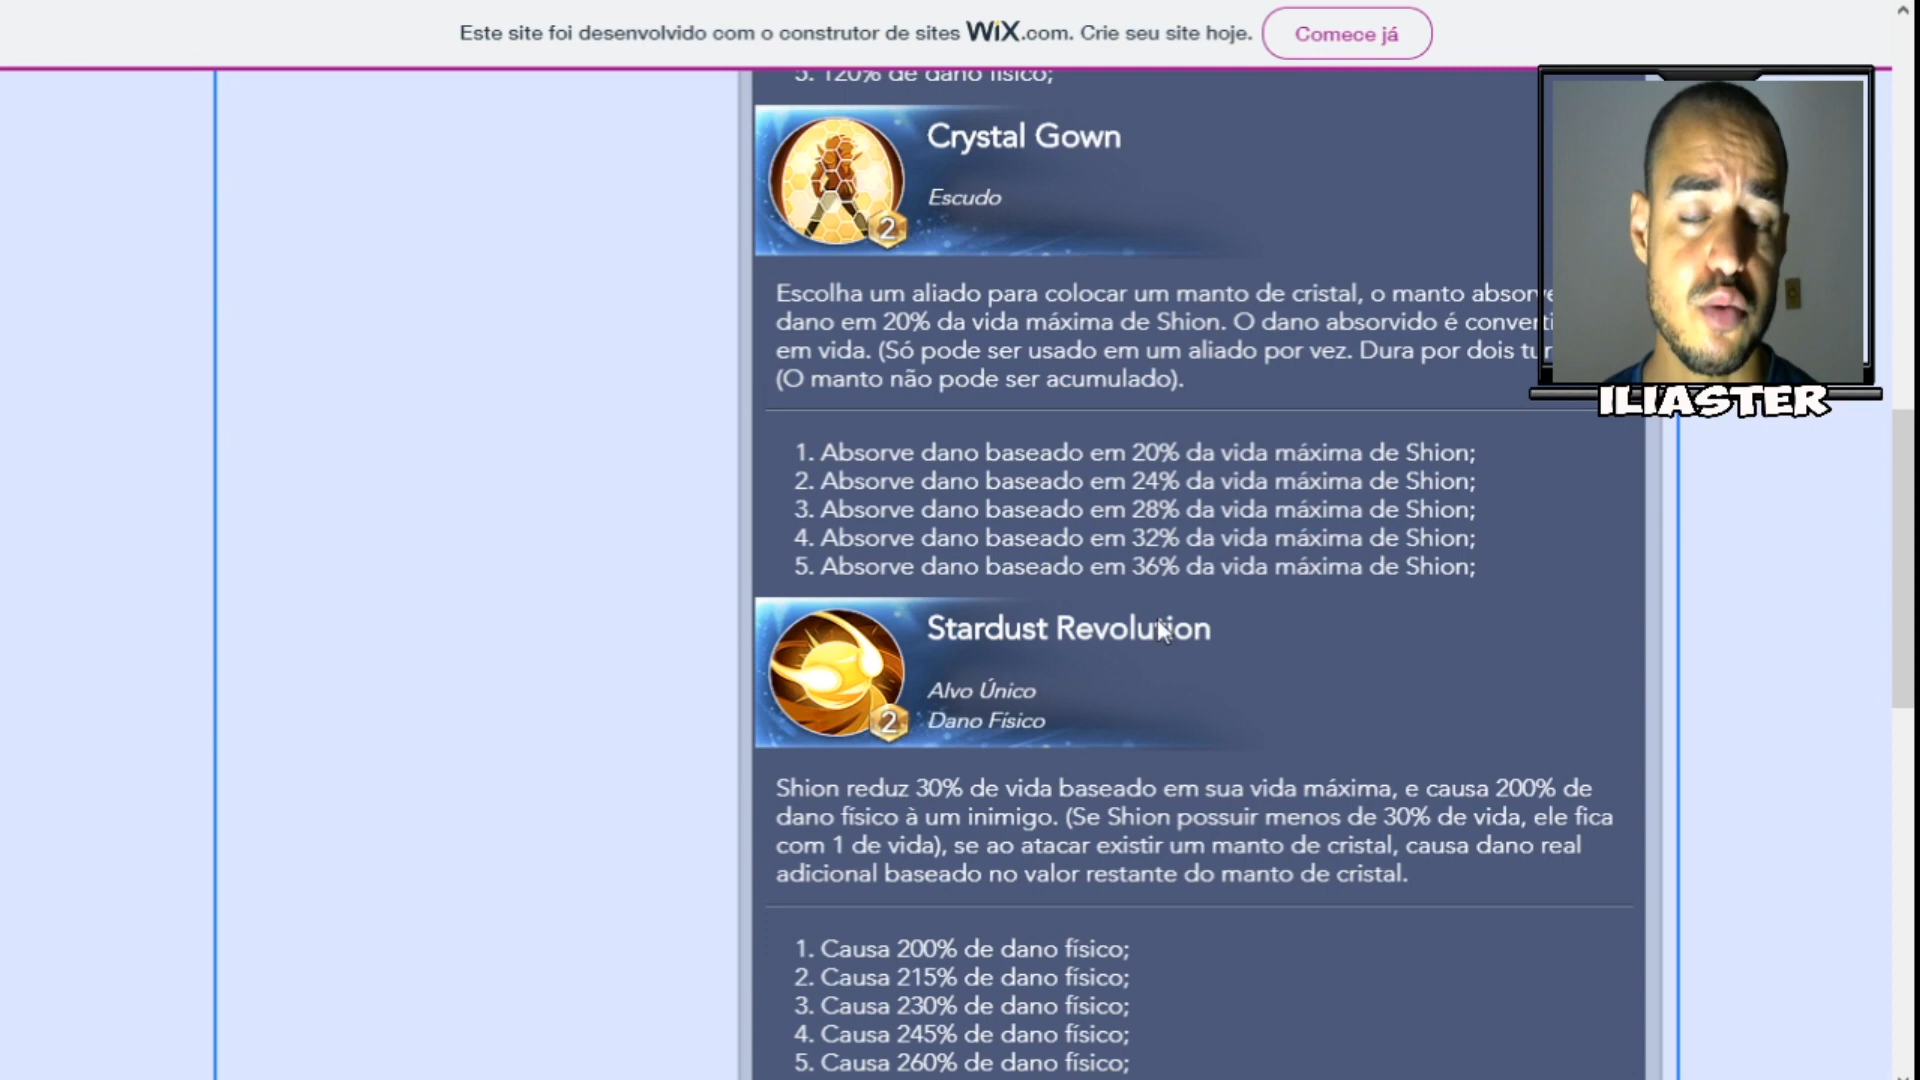 Este site foi desenvolvido com o construtor de sites WiX.com. Crie seu site hoje.
Comece já
5. 120% de dano físico;
Crystal Gown
Escudo
2
Escolha um aliado para colocar um manto de cristal, o manto absorve
dano em 20% da vida máxima de Shion. O dano absorvido é
em vida. (Só pode ser usado em um aliado por vez. Dura por dois
(O manto não pode ser acumulado).
ILIASTER
1. Absorve dano baseado em 20% da vida máxima de Shion;
2. Absorve dano baseado em 24% da vida máxima de Shion;
3. Absorve dano baseado em 28% da vida máxima de Shion;
4. Absorve dano baseado em 32% da vida máxima de Shion;
5. Absorve dano baseado em 36% da vida máxima de Shion;
Stardust Revolution
Alvo Único
Dano Físico
2
Shion reduz 30% de vida baseado em sua vida máxima, e causa 200% de
dano físico à um inimigo. (Se Shion possuir menos de 30% de vida, ele fica
com 1 de vida), se ao atacar existir um manto de cristal, causa dano real
adicional baseado no valor restante do manto de cristal.
1. Causa 200% de dano físico;
2. Causa 215% de dano físico;
3. Causa 230% de dano físico;
4. Causa 245% de dano físico;
5. Causa 260% de dano físico;